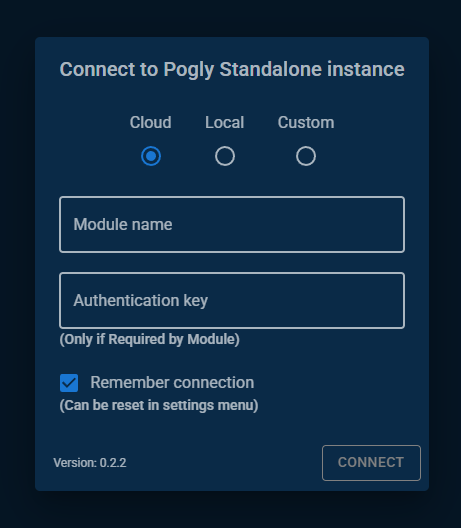 Connect to Pogly Standalone instance
Cloud Local Custom
Module name
Authentication key
(Only if Required by Module)
Remember connection
(Can be reset in settings menu)
Version: 0.2.2 CONNECT